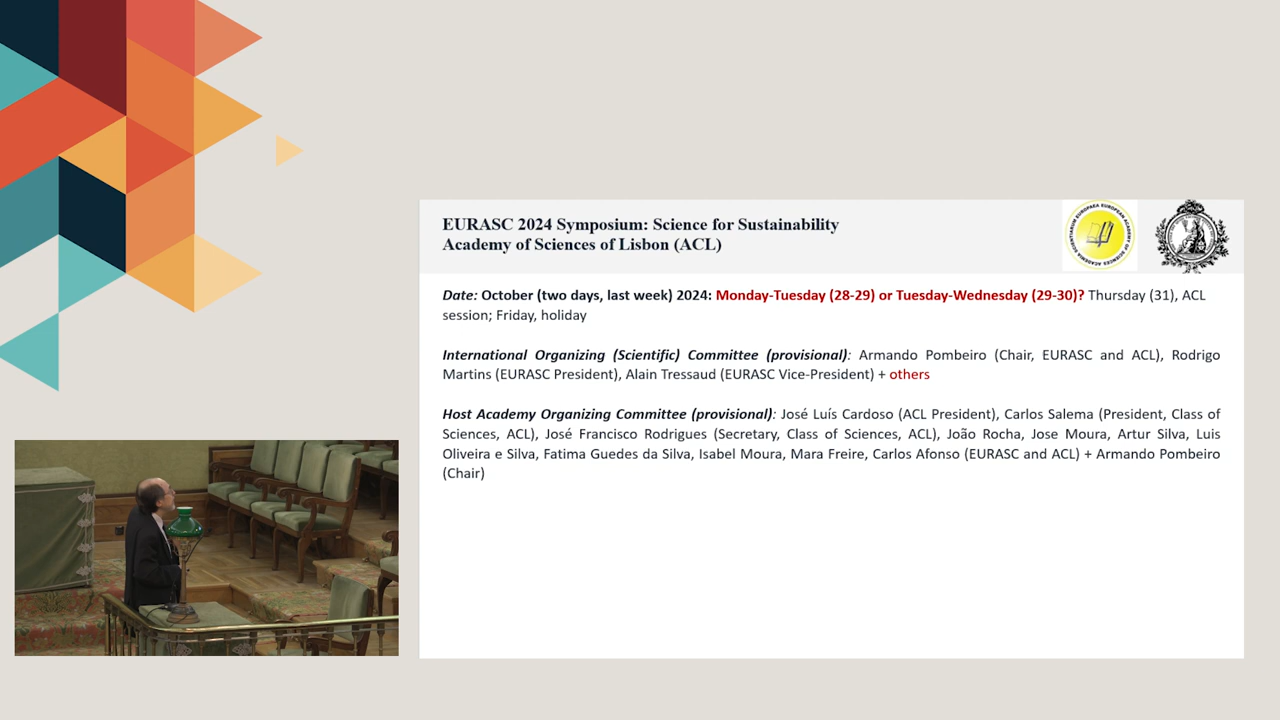 EURASC 2024 Symposium: Science for Sustainability
Academy of Sciences of Lisbon (ACL)
Date: October (two days, last week) 2024: Monday-Tuesday (28-29) or Tuesday-Wednesday (29-30)? Thursday (31), ACL
session; Friday, holiday
International Organizing (Scientific) Committee (provisional): Armando Pombeiro (Chair, EURASC and ACL), Rodrigo
Martins (EURASC President), Alain Tressaud (EURASC Vice-President) + others
Host Academy Organizing Committee (provisional): José Luís Cardoso (ACL President), Carlos Salema (President, Class of
Sciences, ACL), José Francisco Rodrigues (Secretary, Class of Sciences, ACL), João Rocha, Jose Moura, Artur Silva, Luis
Oliveira e Silva, Fatima Guedes da Silva, Isabel Moura, Mara Freire, Carlos Afonso (EURASC and ACL) + Armando Pombeiro
(Chair)